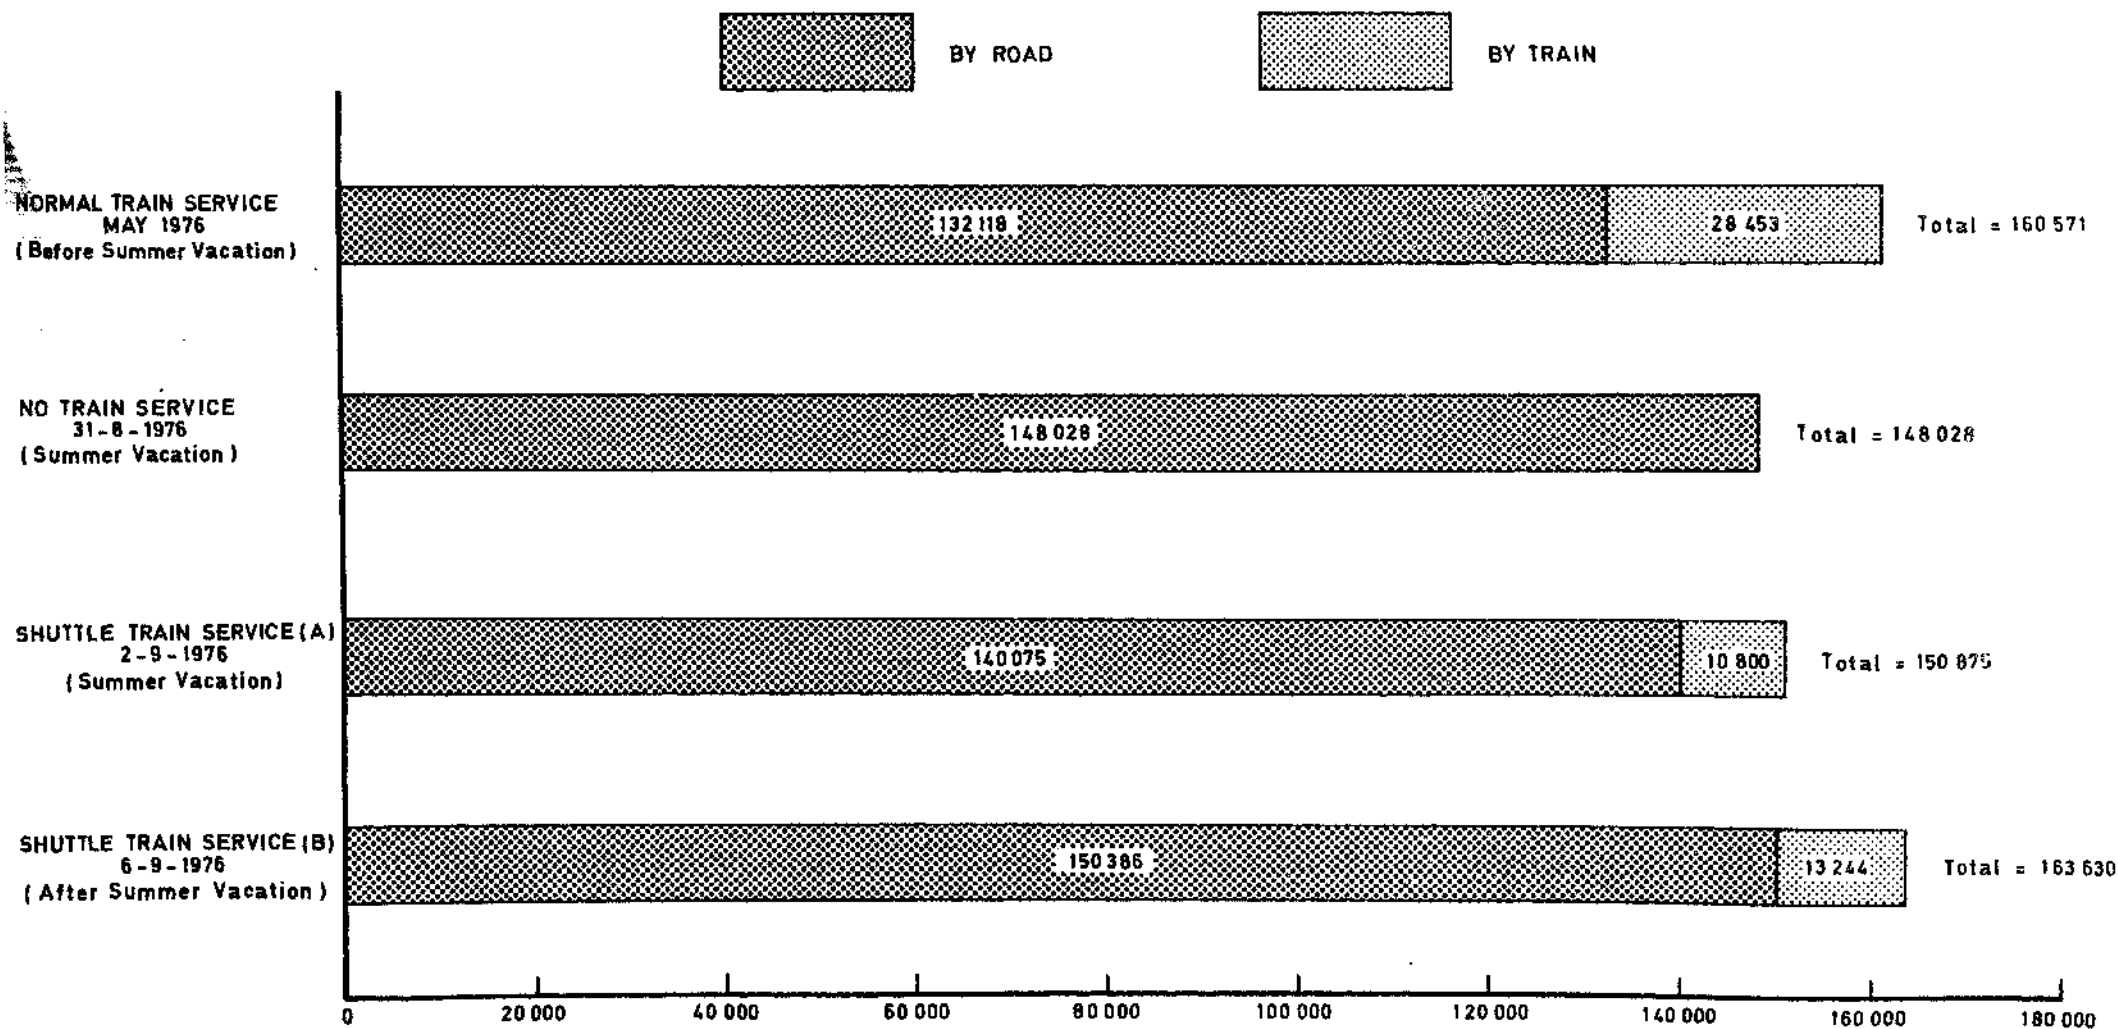 BY ROAD
BY TRAIN
NORMAL TRAIN SERVICE
MAY 1976
(Before Summer Vacation)
132 118
28 453
Total = 160 571
NO TRAIN SERVICE
31-8-1976
(Summer Vacation)
148 028
Total = 148 028
SHUTTLE TRAIN SERVICE (A)
2-9-1976
(Summer Vacation)
140 075
10 800
Total = 150 875
SHUTTLE TRAIN SERVICE (B)
6-9-1976
(After Summer Vacation)
150 386
13 244
Total = 163 630
0 20 000 40 000 60 000 80 000 100 000 120 000 140 000 160 000 180 000